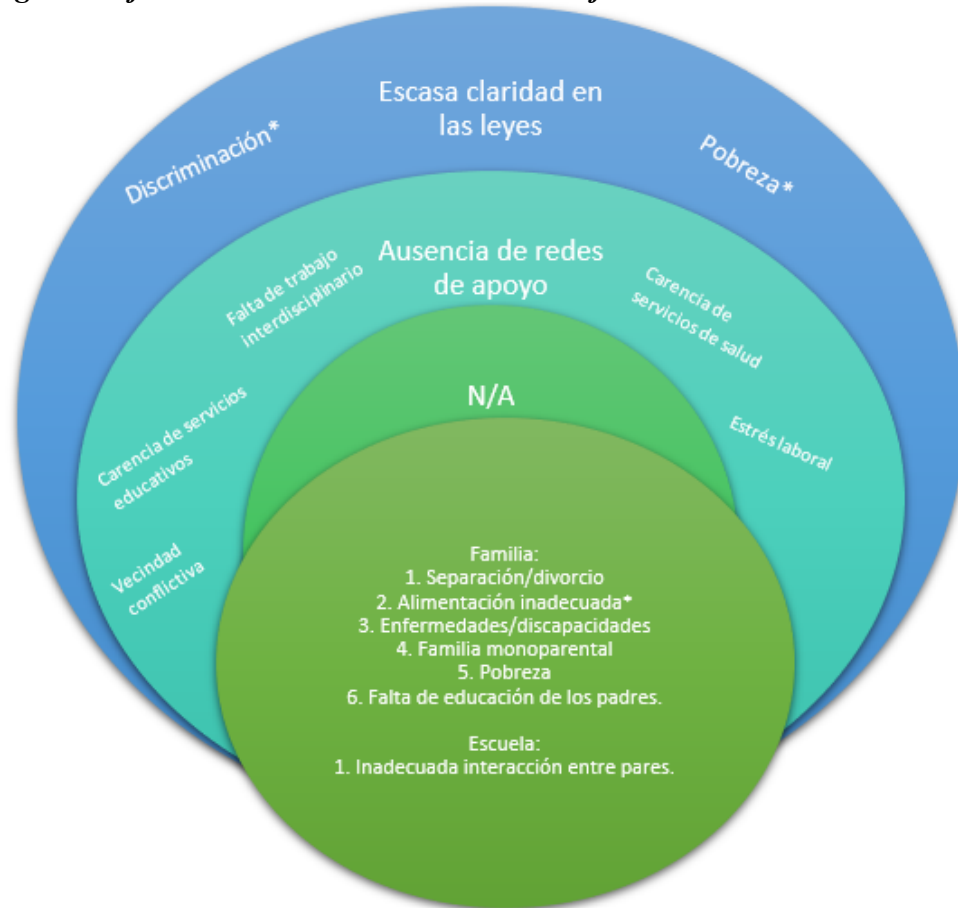 Escasa claridad en
las leyes
Discriminación*
Pobreza*
Ausencia de redes
de apoyo
Falta de trabajo
interdisciplinario
Carencia de
servicios de salud
Carencia de servicios
educativos
Estrés laboral
Vecindad
conflictiva
N/A
Familia:
1. Separación/divorcio
2. Alimentación inadecuada*
3. Enfermedades/discapacidades
4. Familia monoparental
5. Pobreza
6. Falta de educación de los padres.
Escuela:
1. Inadecuada interacción entre pares.